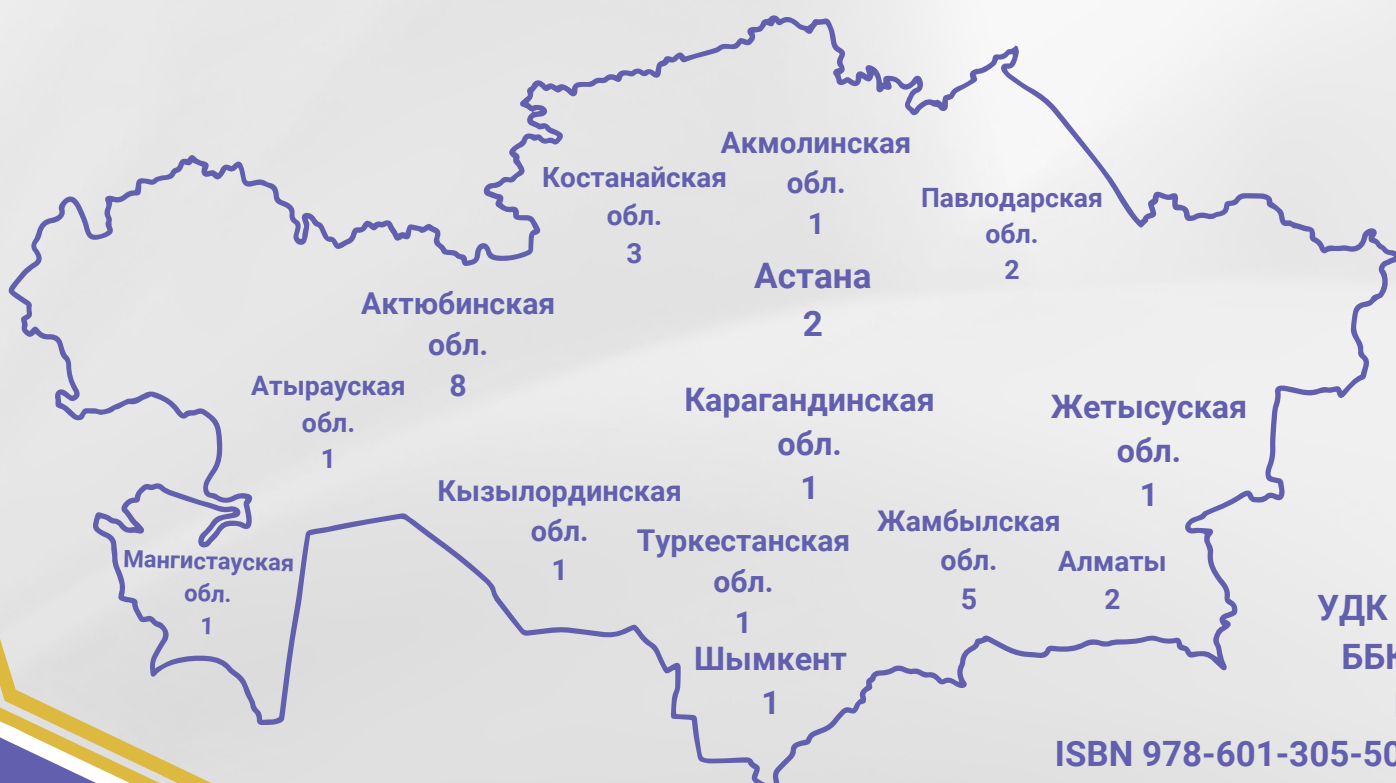 Акмолинская
обл.
1
Костанайская
обл.
3
Павлодарская
обл.
2
Астана
2
Актюбинская
обл.
8
Атырауская
обл.
1
Карагандинская
обл.
1
Жетысуская
обл.
1
Кызылординская
обл.
1
Туркестанская
обл.
1
Жамбылская
обл.
5
Алматы
2
Мангистауская
обл.
1
Шымкент
1
УДК
ISBN 978-601-305-50